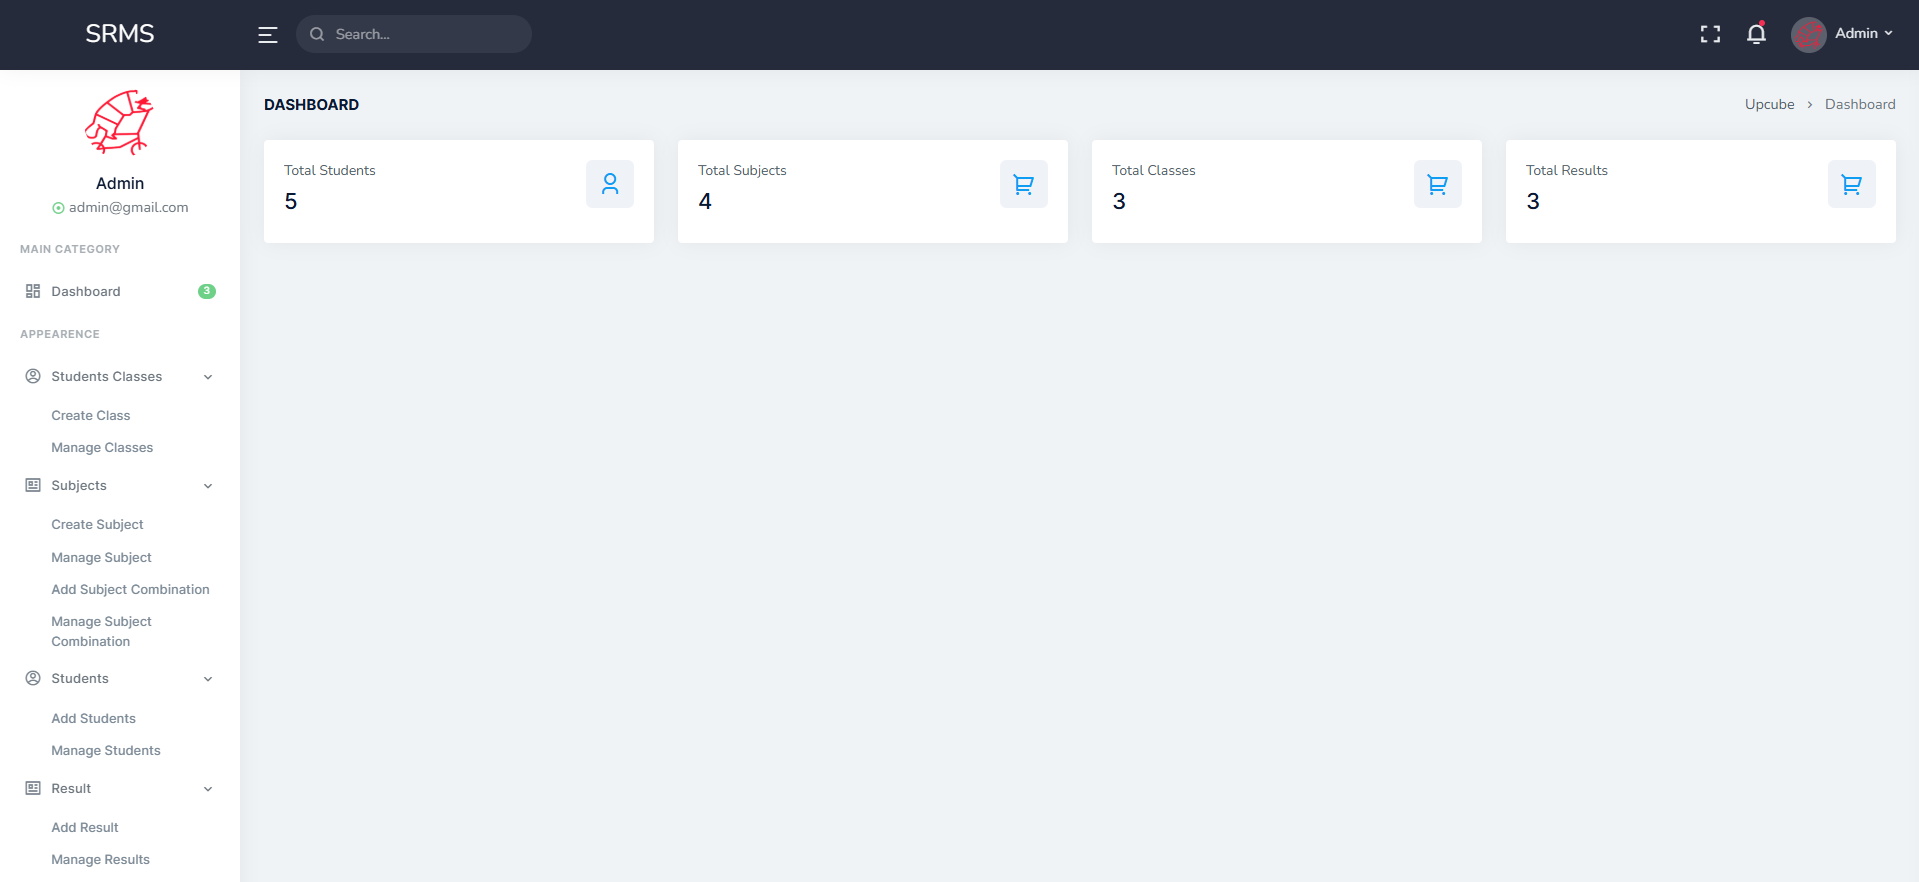 SRMS
Search...
Admin
Admin
admin@gmail.com
MAIN CATEGORY
Dashboard
3
APPEARENCE
Students Classes
Create Class
Manage Classes
Subjects
Create Subject
Manage Subject
Add Subject Combination
Manage Subject
Combination
Students
Add Students
Manage Students
Result
Add Result
Manage Results
DASHBOARD
Upcube > Dashboard
Total Students
5
Total Subjects
4
Total Classes
3
Total Results
3